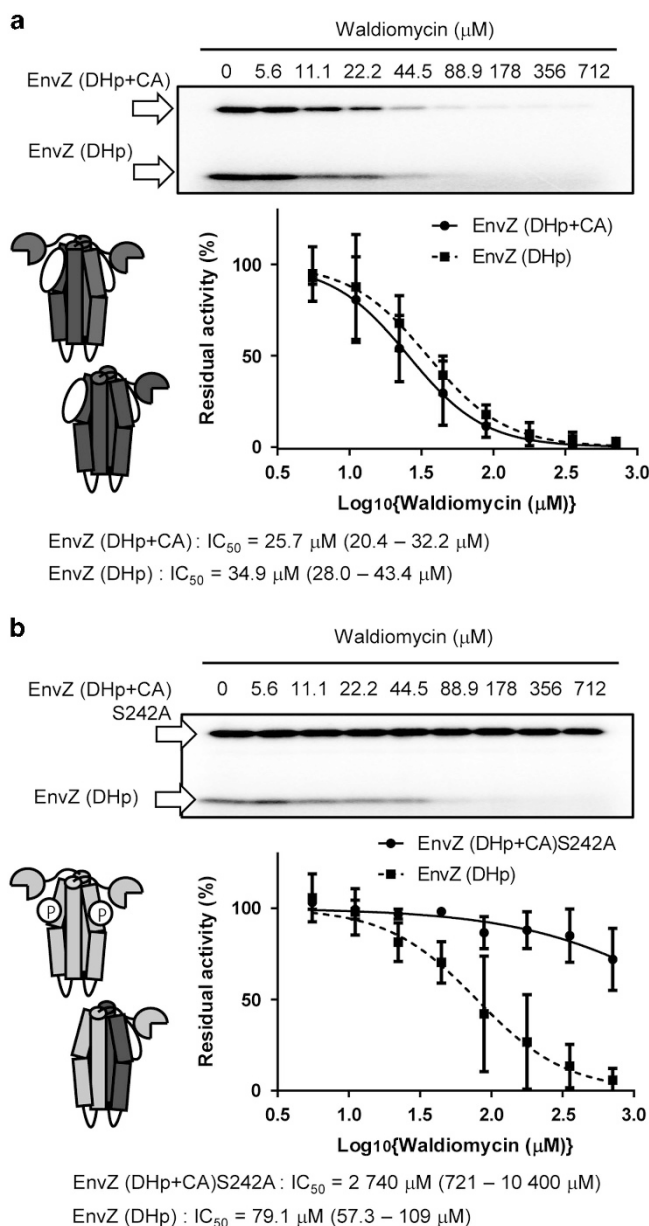 a
Waldiomycin (μM)
0 5.6 11.1 22.2 44.5 88.9 178 356 712
EnvZ (DHp+CA)
EnvZ (DHp)
EnvZ (DHp+CA)
EnvZ (DHp)
Residual activity (%)
100
50
0
0.5 1.0 1.5 2.0 2.5 3.0
Log10{Waldiomycin (μM)}
EnvZ (DHp+CA) : IC50 = 25.7 μM (20.4 – 32.2 μM)
EnvZ (DHp) : IC50 = 34.9 μM (28.0 – 43.4 μM)
b
Waldiomycin (μM)
EnvZ (DHp+CA)
S242A
0 5.6 11.1 22.2 44.5 88.9 178 356 712
EnvZ (DHp)
EnvZ (DHp+CA)S242A
EnvZ (DHp)
P P
Residual activity (%)
100
50
0
0.5 1.0 1.5 2.0 2.5 3.0
Log10{Waldiomycin (μM)}
EnvZ (DHp+CA)S242A : IC50 = 2 740 μM (721 – 10 400 μM)
EnvZ (DHp) : IC50 = 79.1 μM (57.3 – 109 μM)